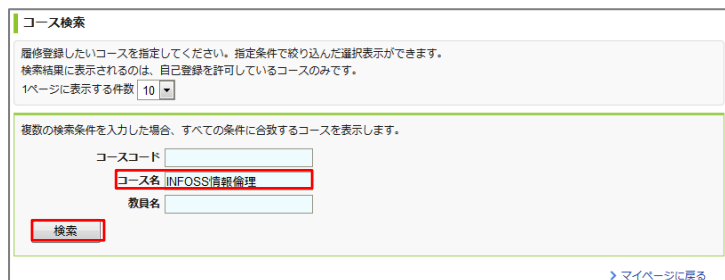 コース検索
履修登録したいコースを指定してください。指定条件で絞り込んだ選択表示ができます。
検索結果に表示されるのは、自己登録を許可しているコースのみです。
1ページに表示する件数 10
複数の検索条件を入力した場合、すべての条件に合致するコースを表示します。
コースコード
コース名 INFOSS情報倫理
教員名
検索
マイページに戻る